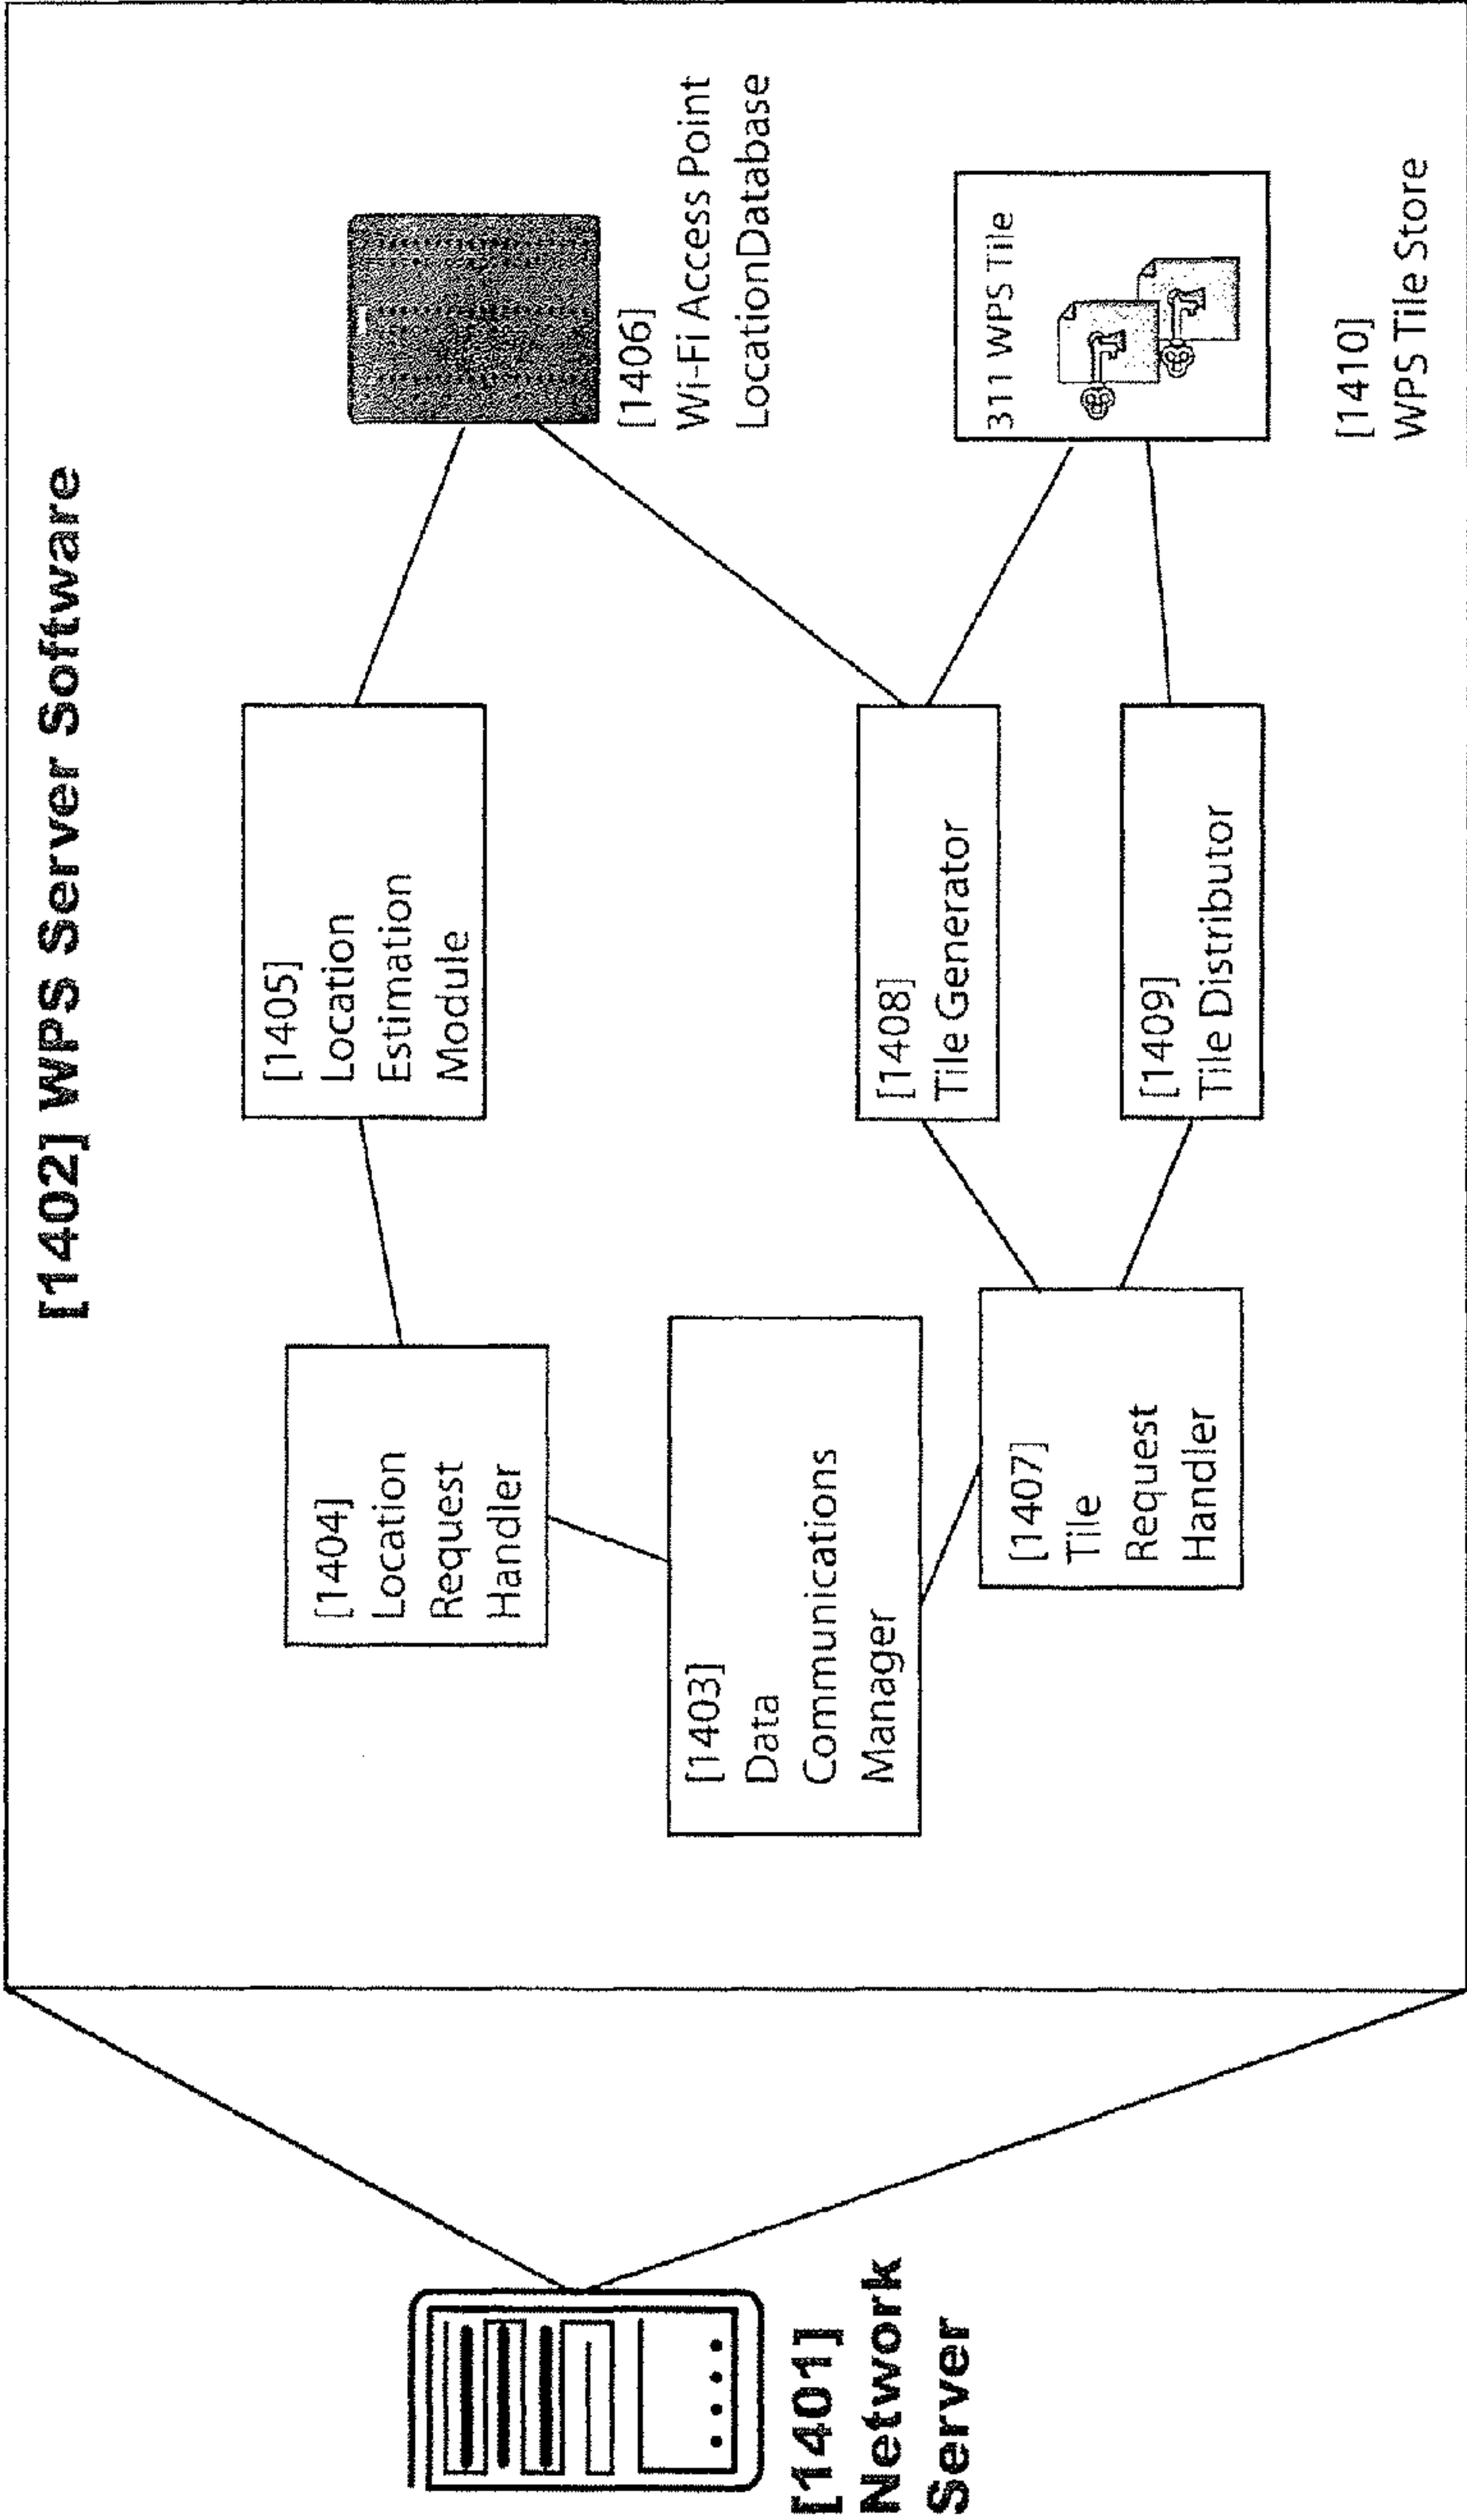 [1402] WPS Server Software
[1401]
Network
Server
[1404]
Location
Request
Handler
[1405]
Location
Estimation
Module
[1406]
Wi-Fi Access Point
LocationDatabase
[1403]
Data
Communications
Manager
[1407]
Tile
Request
Handler
[1408]
Tile Generator
[1409]
Tile Distributor
311 WPS Tile
[1410]
WPS Tile Store